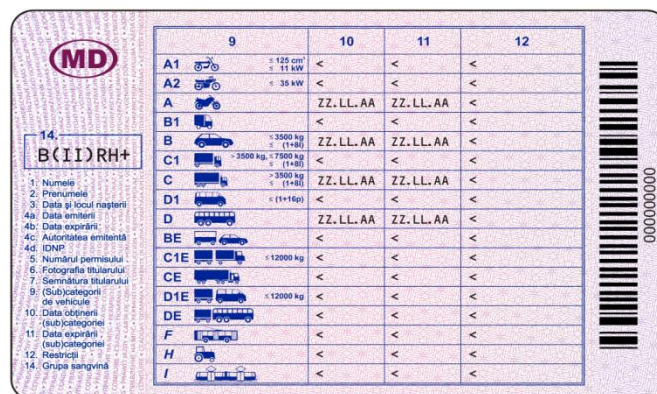 MD
14.
B(II)RH+
1. Numele
2. Prenumele
3. Data şi locul naşterii
4a. Data emiterii
4b. Data expirării
4c. Autoritatea emitentă
4d. IDNP
5. Numărul permisului
6. Fotografia titularului
7. Semnătura titularului
9. (Sub)categorii
de vehicule
10. Data obţinerii
(sub)categoriei
11. Data expirării
(sub)categoriei
12. Restricţii
14. Grupa sangvină
9 10 11 12
A1 ≤ 125 cm³ ≤ 11 kW < < <
A2 ≤ 35 kW < < <
A ZZ.LL.AA ZZ.LL.AA <
B1 < < <
B ≤3500 kg ≤ (1+8l) ZZ.LL.AA ZZ.LL.AA <
C1 >3500 kg, ≤7500 kg ≤ (1+8l) < < <
C >3500 kg ≤ (1+8l) ZZ.LL.AA ZZ.LL.AA <
D1 ≤ (1+16p) < < <
D ZZ.LL.AA ZZ.LL.AA <
BE < < <
C1E ≤12000 kg < < <
CE < < <
D1E ≤12000 kg < < <
DE < < <
F < < <
H < < <
I < < <
000000000